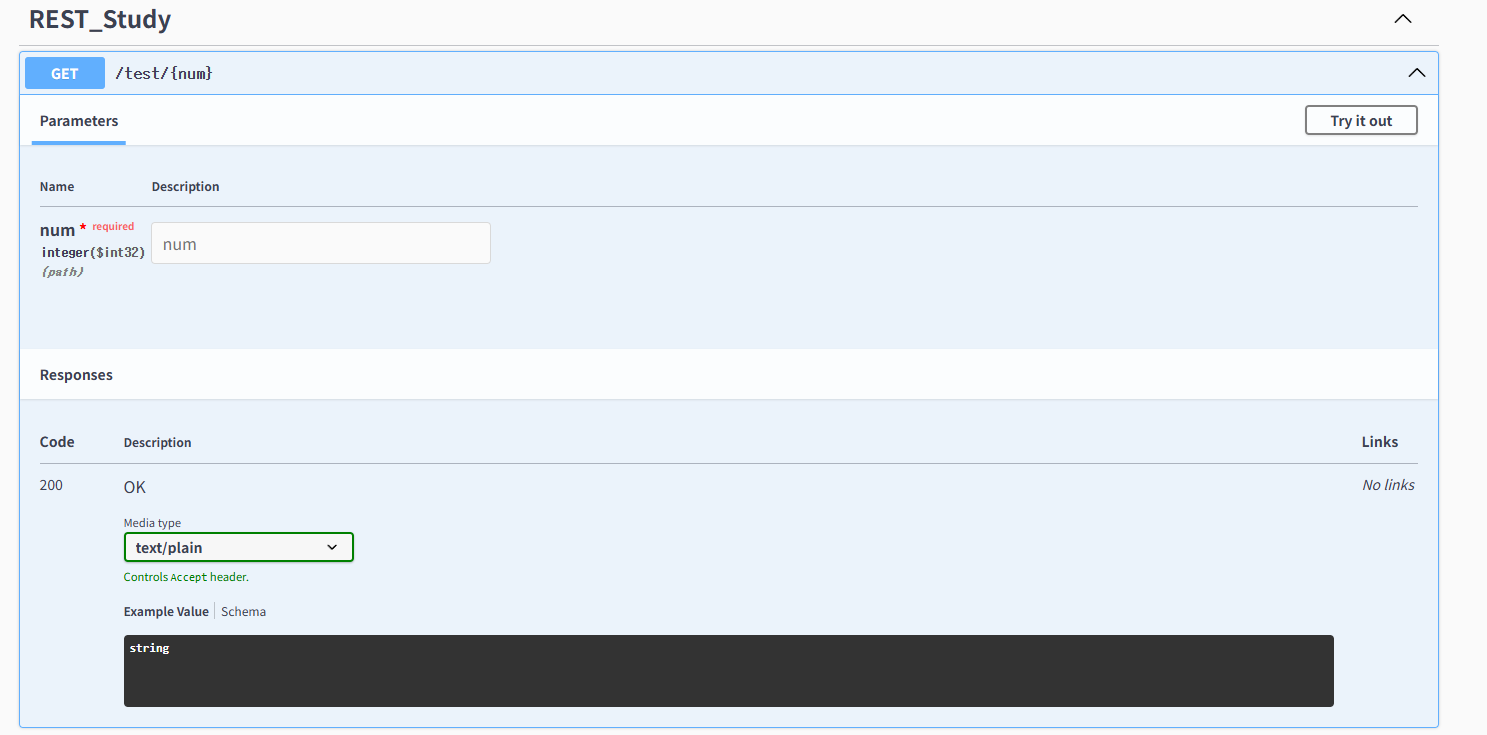 REST_Study
GET /test/{num}
Parameters
Try it out
Name Description
num * required
integer($int32)
(path)
num
Responses
Code Description Links
200 OK No links
Media type
text/plain
Controls Accept header.
Example Value Schema
string